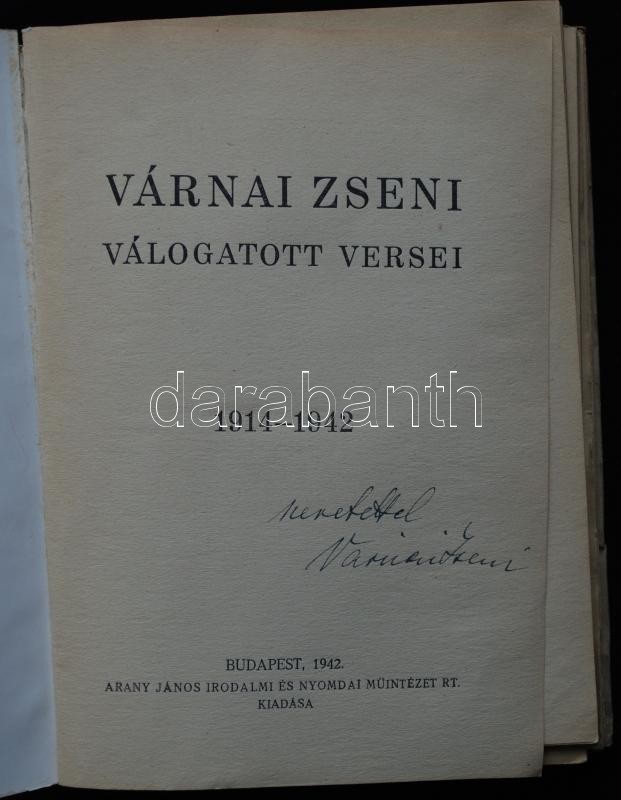 VÁRNAI ZSENI
VÁLOGATOTT VERSEI
darabanth
1914–1942
szeretettel
Várnai Zseni
BUDAPEST, 1942.
ARANY JÁNOS IRODALMI ÉS NYOMDAI MŰINTÉZET RT.
KIADÁSA